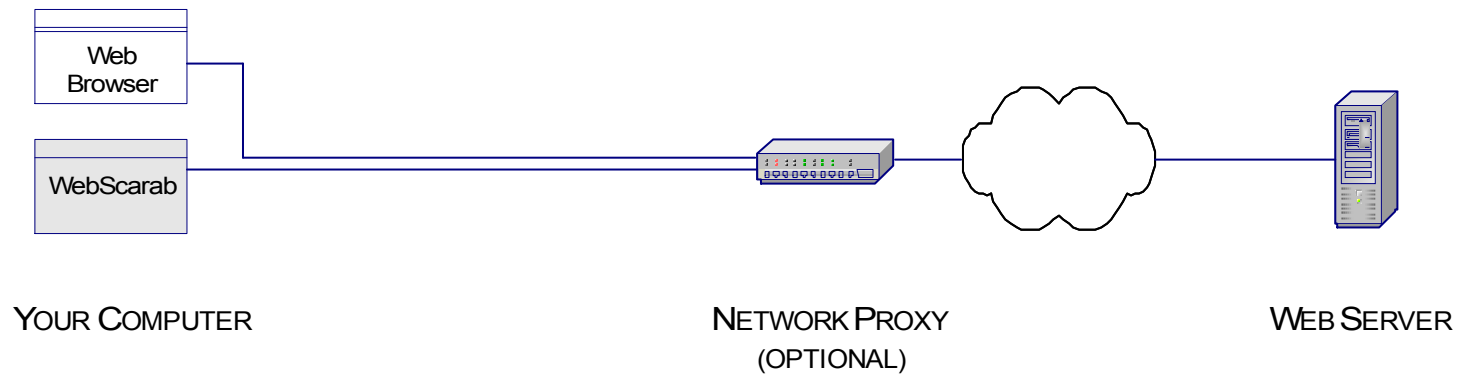 Web
Browser
WebScarab
YOUR COMPUTER
NETWORK PROXY
(OPTIONAL)
WEB SERVER